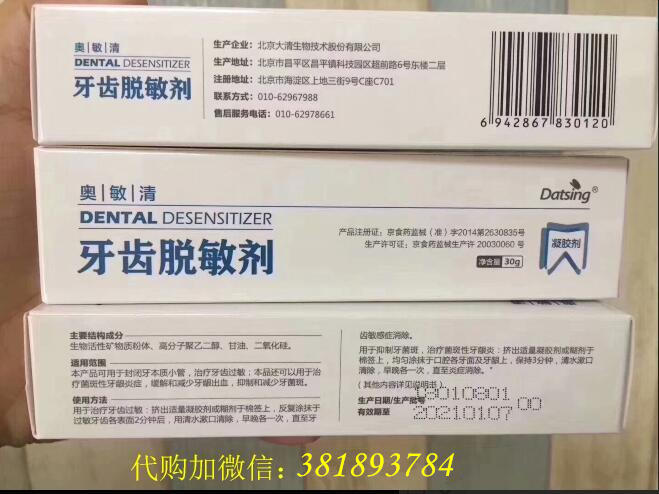 奥|敏|清
DENTAL DESENSITIZER
牙齿脱敏剂
生产企业：北京大清生物技术股份有限公司
生产地址：北京市昌平区昌平镇科技园区超前路6号东楼二层
注册地址：北京市海淀区上地三街9号C座C701
联系方式：010-62967988
售后服务电话：010-62978661
6 942867 830120
奥|敏|清
DENTAL DESENSITIZER
牙齿脱敏剂
Datsing®
产品注册证：京食药监械（准）字2014第2630835号
生产许可证：京食药监械生产许 20030060 号
净含量 30g
凝胶剂
主要结构成分
生物活性矿物质粉体、高分子聚乙二醇、甘油、二氧化硅。
适用范围
本产品可用于封闭牙本质小管，治疗牙齿过敏；本品还可以用于治
疗菌斑性牙龈炎症，缓解和减少牙龈出血，抑制和减少牙菌斑。
使用方法
用于治疗牙齿过敏：挤出适量凝胶剂或糊剂于棉签上，反复涂抹于
过敏牙齿各表面2分钟后，用清水漱口清除，早晚各一次，直至牙
齿敏感症消除。
用于抑制牙菌斑，治疗菌斑性牙龈炎：挤出适量凝胶剂或糊剂于
棉签上，均匀涂抹于口腔各牙面及牙龈上，保持3分钟，清水漱口
清除，早晚各一次，直至炎症消除。"
（其他内容详见说明书）
生产日期/生产批号 18010801 00
有效期至 20210107
代购加微信：381893784